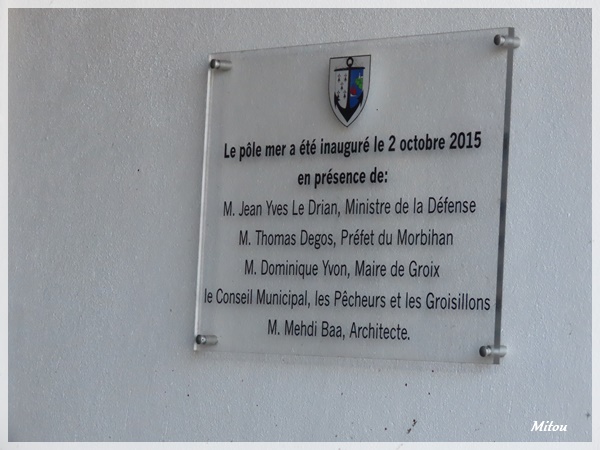 Le pôle mer a été inauguré le 2 octobre 2015
en présence de:
M. Jean Yves Le Drian, Ministre de la Défense
M. Thomas Degos, Préfet du Morbihan
M. Dominique Yvon, Maire de Groix
le Conseil Municipal, les Pêcheurs et les Groisillons
M. Mehdi Baa, Architecte.
Mitou